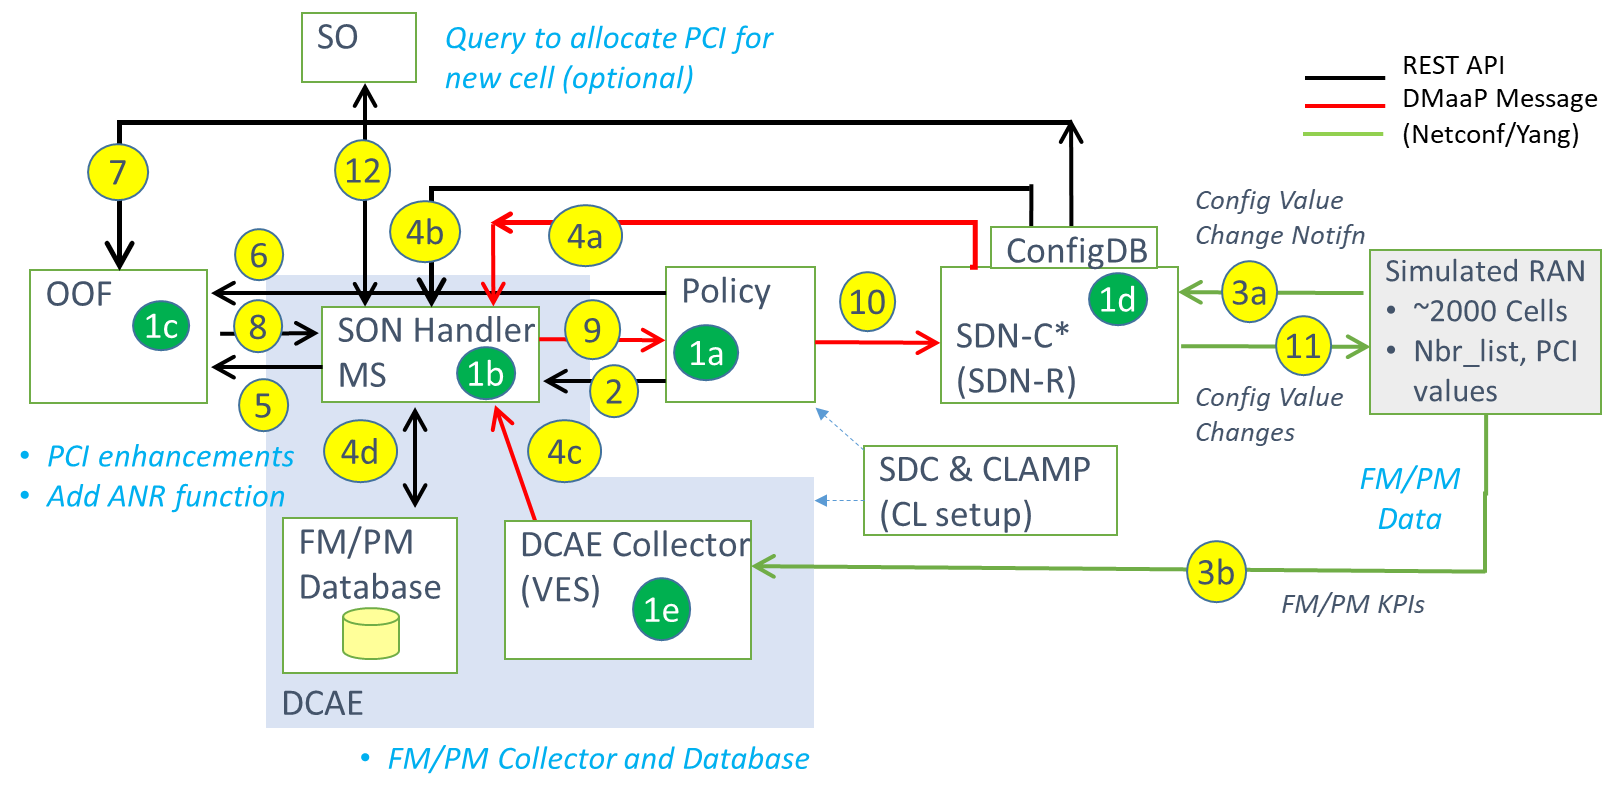 SO
Query to allocate PCI for
new cell (optional)
REST API
DMaaP Message
(Netconf/Yang)
7
12
4b
4a
Config Value
Change Notifn
6
ConfigDB
OOF
1c
8
SON Handler
MS
1b
9
Policy
1a
2
10
1d
SDN-C*
(SDN-R)
3a
11
Simulated RAN
• ~2000 Cells
• Nbr_list, PCI
values
5
Config Value
Changes
• PCI enhancements
• Add ANR function
4d
4c
SDC & CLAMP
(CL setup)
FM/PM
Data
FM/PM
Database
DCAE Collector
(VES)
1e
3b
FM/PM KPIs
DCAE
• FM/PM Collector and Database